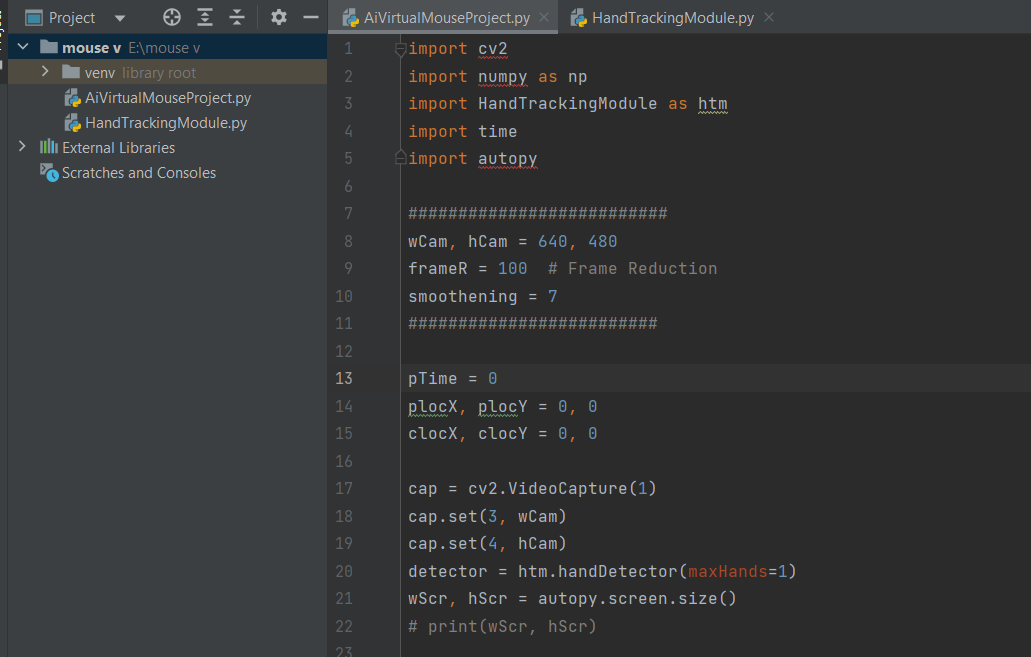 Project
AiVirtualMouseProject.py
HandTrackingModule.py
mouse v E:\mouse v
venv library root
AiVirtualMouseProject.py
HandTrackingModule.py
External Libraries
Scratches and Consoles
1 import cv2
2 import numpy as np
3 import HandTrackingModule as htm
4 import time
5 import autopy
6
7 ##########################
8 wCam, hCam = 640, 480
9 frameR = 100  # Frame Reduction
10 smoothening = 7
11 #########################
12
13 pTime = 0
14 plocX, plocY = 0, 0
15 clocX, clocY = 0, 0
16
17 cap = cv2.VideoCapture(1)
18 cap.set(3, wCam)
19 cap.set(4, hCam)
20 detector = htm.handDetector(maxHands=1)
21 wScr, hScr = autopy.screen.size()
22 # print(wScr, hScr)
23